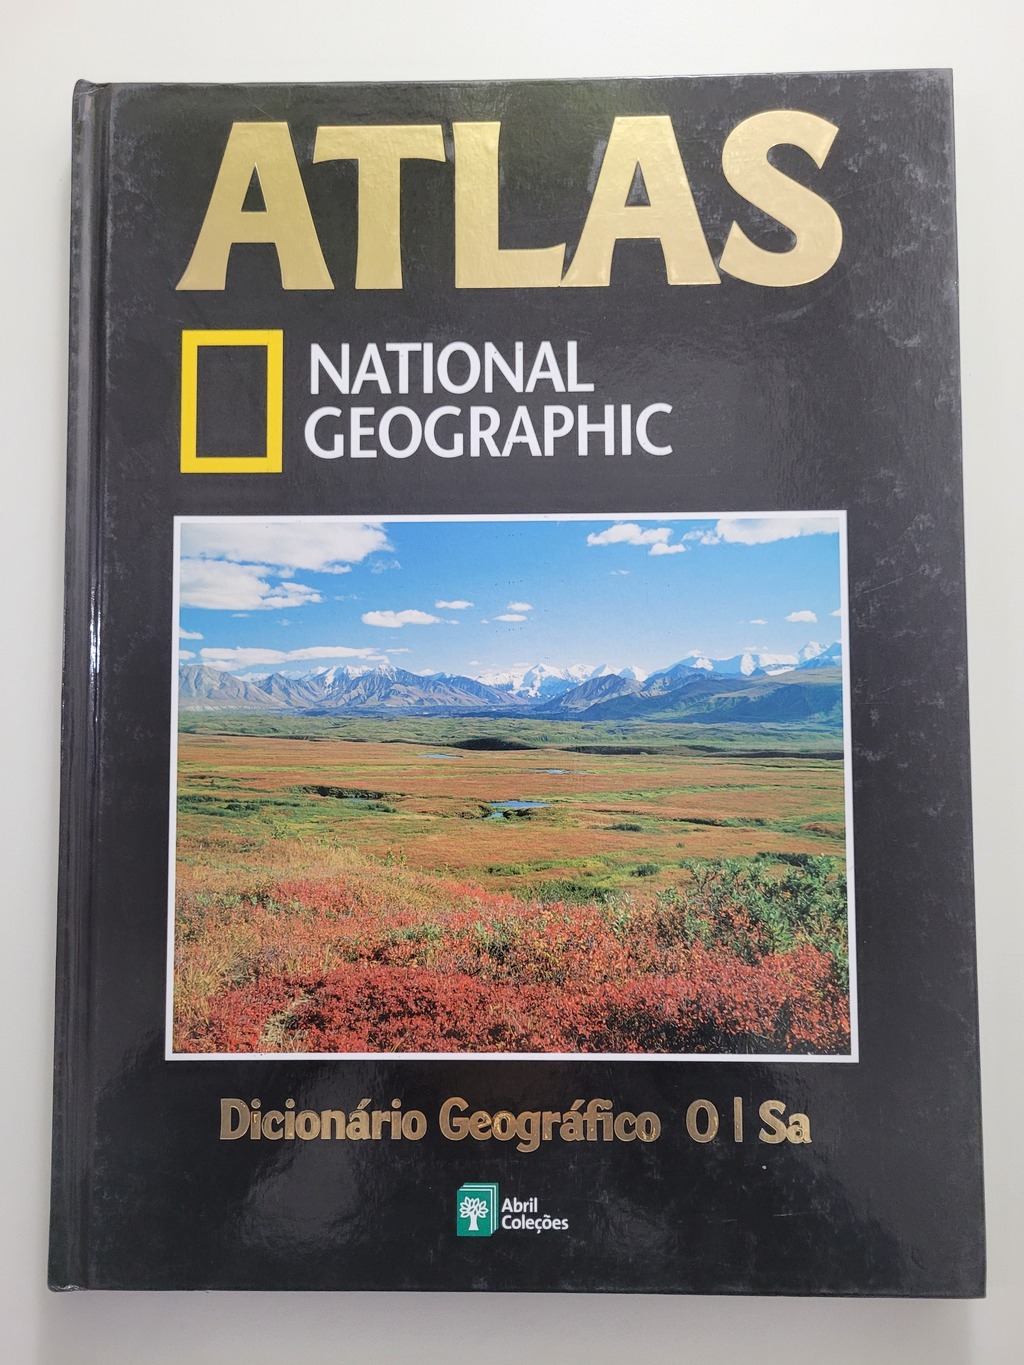 ATLAS
NATIONAL
GEOGRAPHIC
Dicionário Geográfico O | Sa
Abril
Coleções